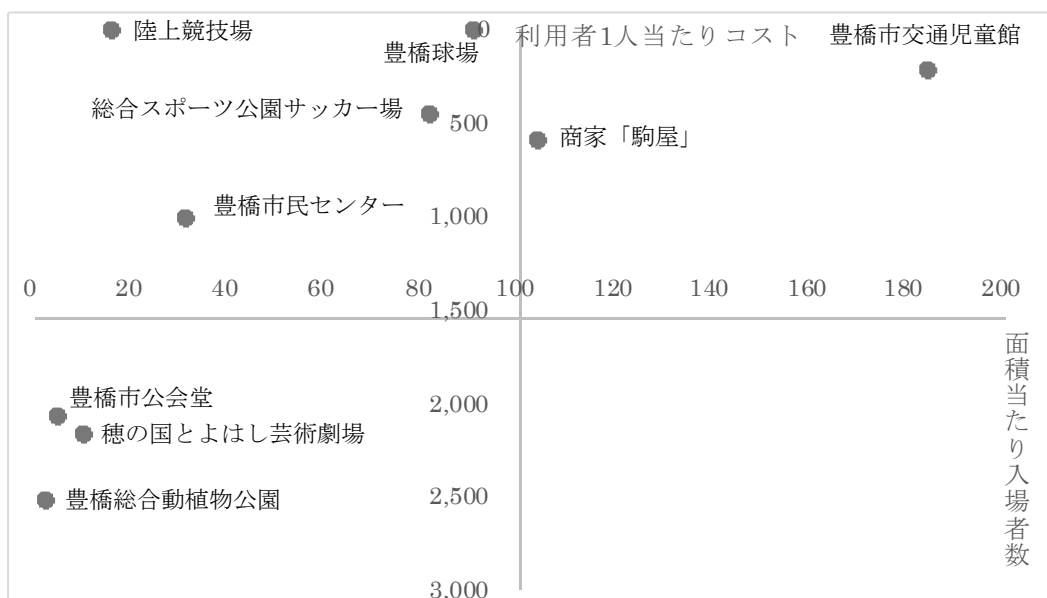 陸上競技場
0
利用者1人当たりコスト
豊橋市交通児童館
豊橋球場
総合スポーツ公園サッカー場
500
商家「駒屋」
豊橋市民センター
1,000
0 20 40 60 80 100 120 140 160 180 200
1,500
面積当たり入場者数
豊橋市公会堂
2,000
穂の国とよはし芸術劇場
豊橋総合動植物公園
2,500
3,000